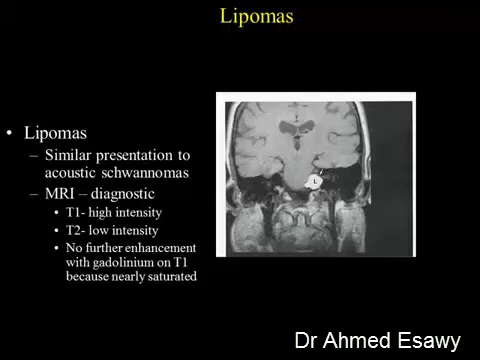 Lipomas
• Lipomas
– Similar presentation to
acoustic schwannomas
– MRI – diagnostic
• T1- high intensity
• T2- low intensity
• No further enhancement
with gadolinium on T1
because nearly saturated
L
Dr Ahmed Esawy